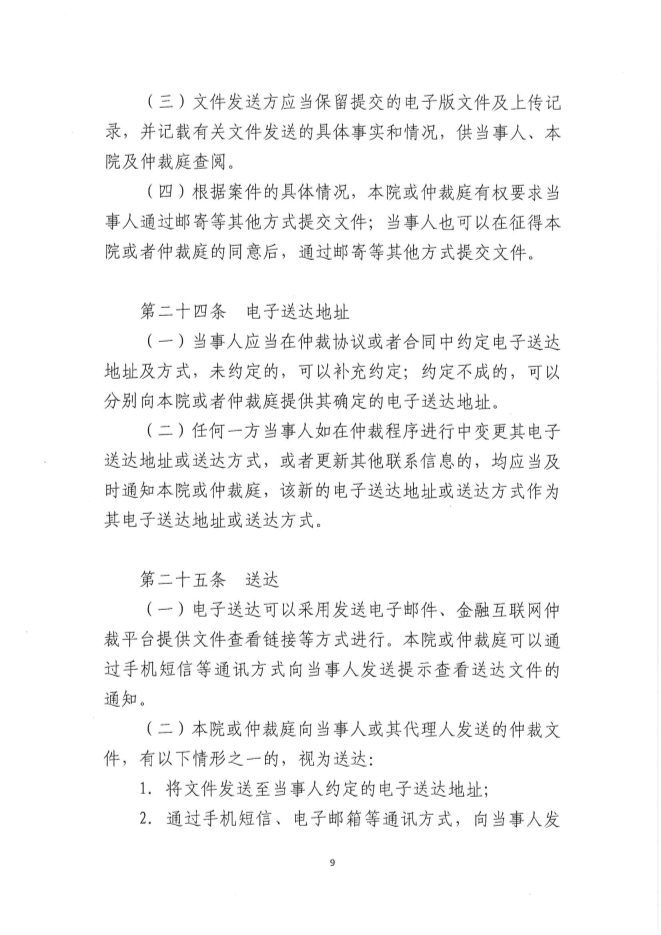 （三）文件发送方应当保留提交的电子版文件及上传记
录，并记载有关文件发送的具体事实和情况，供当事人、本
院及仲裁庭查阅。
（四）根据案件的具体情况，本院或仲裁庭有权要求当
事人通过邮寄等其他方式提交文件；当事人也可以在征得本
院或者仲裁庭的同意后，通过邮寄等其他方式提交文件。
第二十四条　电子送达地址
（一）当事人应当在仲裁协议或者合同中约定电子送达
地址及方式，未约定的，可以补充约定；约定不成的，可以
分别向本院或者仲裁庭提供其确定的电子送达地址。
（二）任何一方当事人如在仲裁程序进行中变更其电子
送达地址或送达方式，或者更新其他联系信息的，均应当及
时通知本院或仲裁庭，该新的电子送达地址或送达方式作为
其电子送达地址或送达方式。
第二十五条　送达
（一）电子送达可以采用发送电子邮件、金融互联网仲
裁平台提供文件查看链接等方式进行。本院或仲裁庭可以通
过手机短信等通讯方式向当事人发送提示查看送达文件的
通知。
（二）本院或仲裁庭向当事人或其代理人发送的仲裁文
件，有以下情形之一的，视为送达：
1. 将文件发送至当事人约定的电子送达地址；
2. 通过手机短信、电子邮箱等通讯方式，向当事人发
9